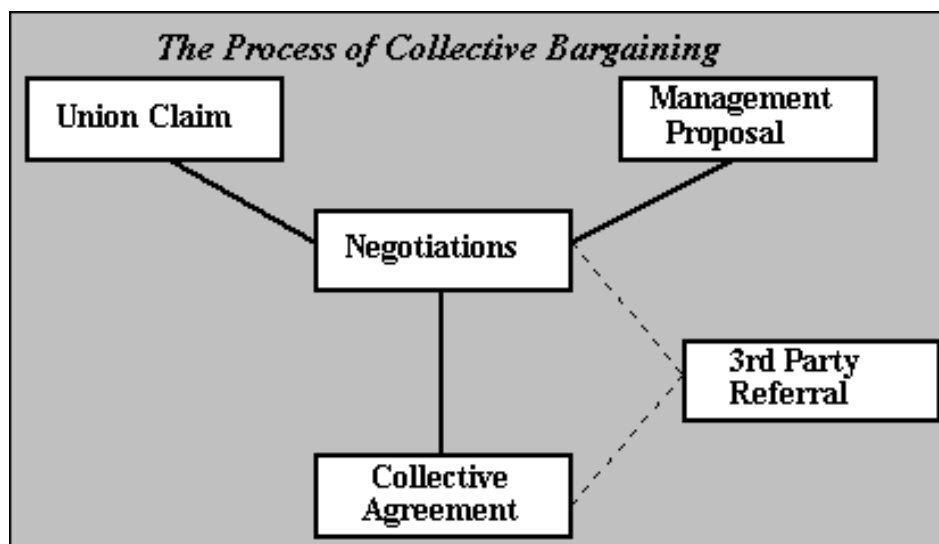 The Process of Collective Bargaining
Union Claim
Management
Proposal
Negotiations
3rd Party
Referral
Collective
Agreement